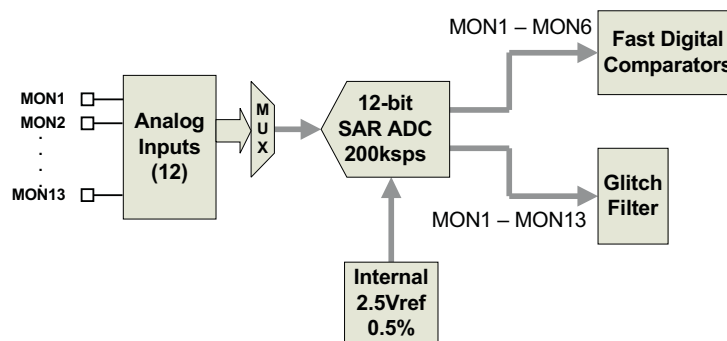 MON1
MON2
MON13
Analog
Inputs
(12)
MUX
12-bit
SAR ADC
200ksps
Internal
2.5Vref
0.5%
MON1 – MON6
Fast Digital
Comparators
MON1 – MON13
Glitch
Filter